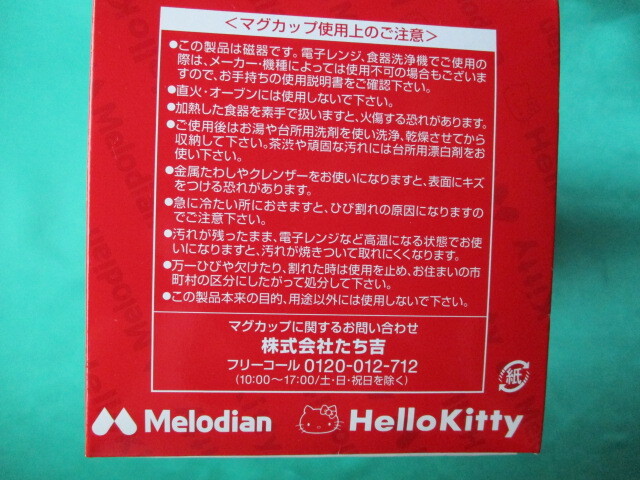 ＜マグカップ使用上のご注意＞
●この製品は磁器です。電子レンジ、食器洗浄機でご使用の
際は、メーカー・機種によっては使用不可の場合もございま
すので、お手持ちの使用説明書をご確認下さい。
●直火・オーブンには使用しないで下さい。
●加熱した食器を素手で扱いますと、火傷する恐れがあります。
●ご使用後はお湯や台所用洗剤を使い洗浄、乾燥させてから
収納して下さい。茶渋や頑固な汚れには台所用漂白剤をお
使い下さい。
●金属たわしやクレンザーをお使いになりますと、表面にキズ
をつける恐れがあります。
●急に冷たい所におきますと、ひび割れの原因になりますの
でご注意下さい。
●汚れが残ったまま、電子レンジなど高温になる状態でお使
いになりますと、汚れが焼きついて取れにくくなります。
●万一ひびや欠けたり、割れた時は使用を止め、お住まいの市
町村の区分にしたがって処分して下さい。
●この製品本来の目的、用途以外には使用しないで下さい。
マグカップに関するお問い合わせ
株式会社たち吉
フリーコール 0120-012-712
(10:00～17:00/土・日・祝日を除く)
紙
Melodian HelloKitty